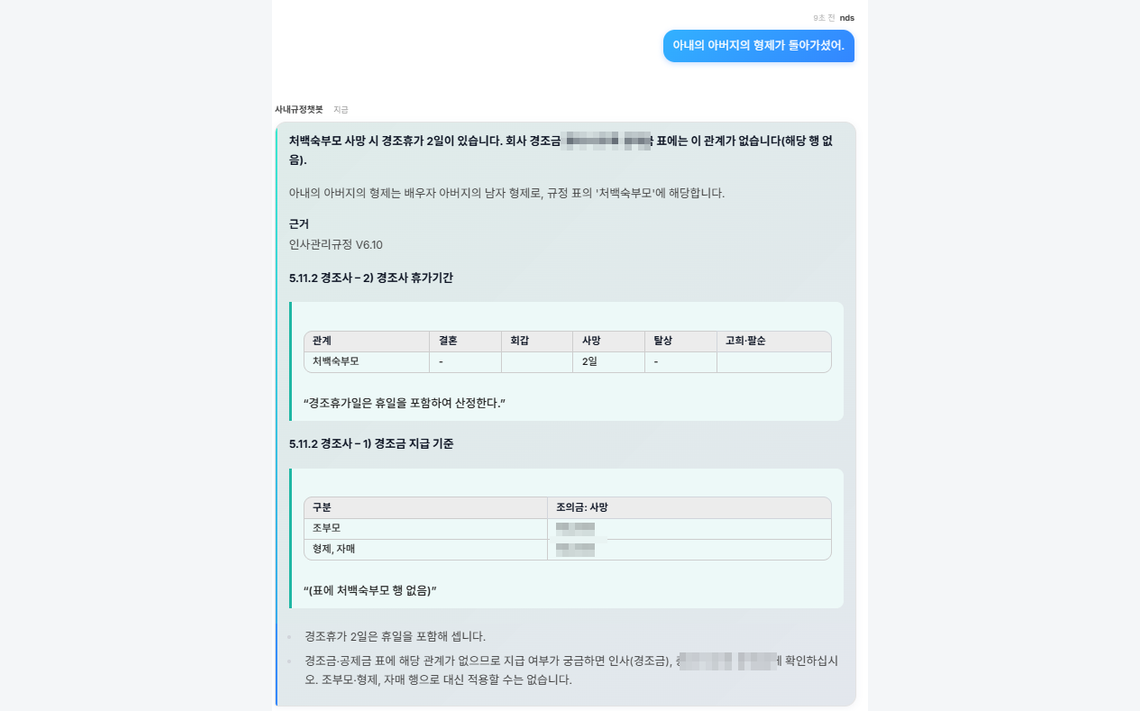 9초 전 nds
아내의 아버지의 형제가 돌아가셨어.
사내규정챗봇 지금
처백숙부모 사망 시 경조휴가 2일이 있습니다. 회사 경조금 표에는 이 관계가 없습니다(해당 행 없
음).
아내의 아버지의 형제는 배우자 아버지의 남자 형제로, 규정 표의 '처백숙부모'에 해당합니다.
근거
인사관리규정 V6.10
5.11.2 경조사 – 2) 경조사 휴가기간
관계 결혼 회갑 사망 탈상 고희·팔순
처백숙부모 - 2일 -
“경조휴가일은 휴일을 포함하여 산정한다.”
5.11.2 경조사 – 1) 경조금 지급 기준
구분 조의금: 사망
조부모
형제, 자매
“(표에 처백숙부모 행 없음)”
경조휴가 2일은 휴일을 포함해 셉니다.
경조금·공제금 표에 해당 관계가 없으므로 지급 여부가 궁금하면 인사(경조금), 확인하십시
오. 조부모·형제, 자매 행으로 대신 적용할 수는 없습니다.